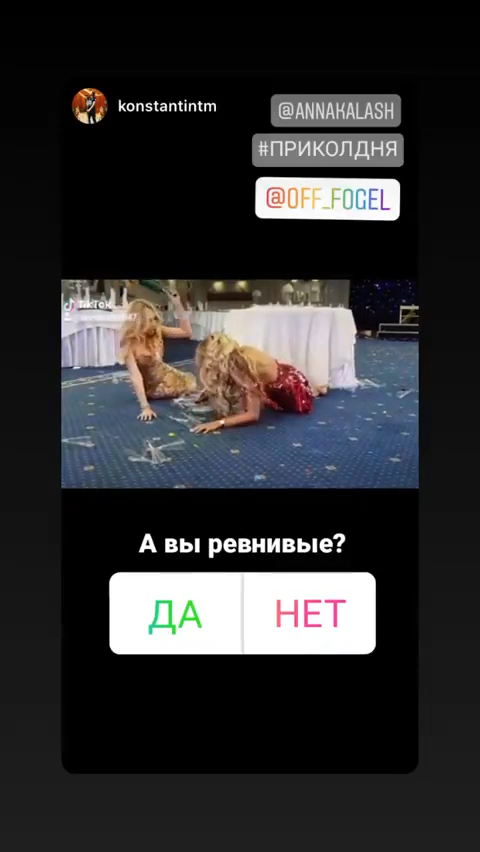 konstantintm
@ANNAKALASH
#ПРИКОЛДНЯ
@OFF_FOGEL
TikTok
А вы ревнивые?
ДА
НЕТ